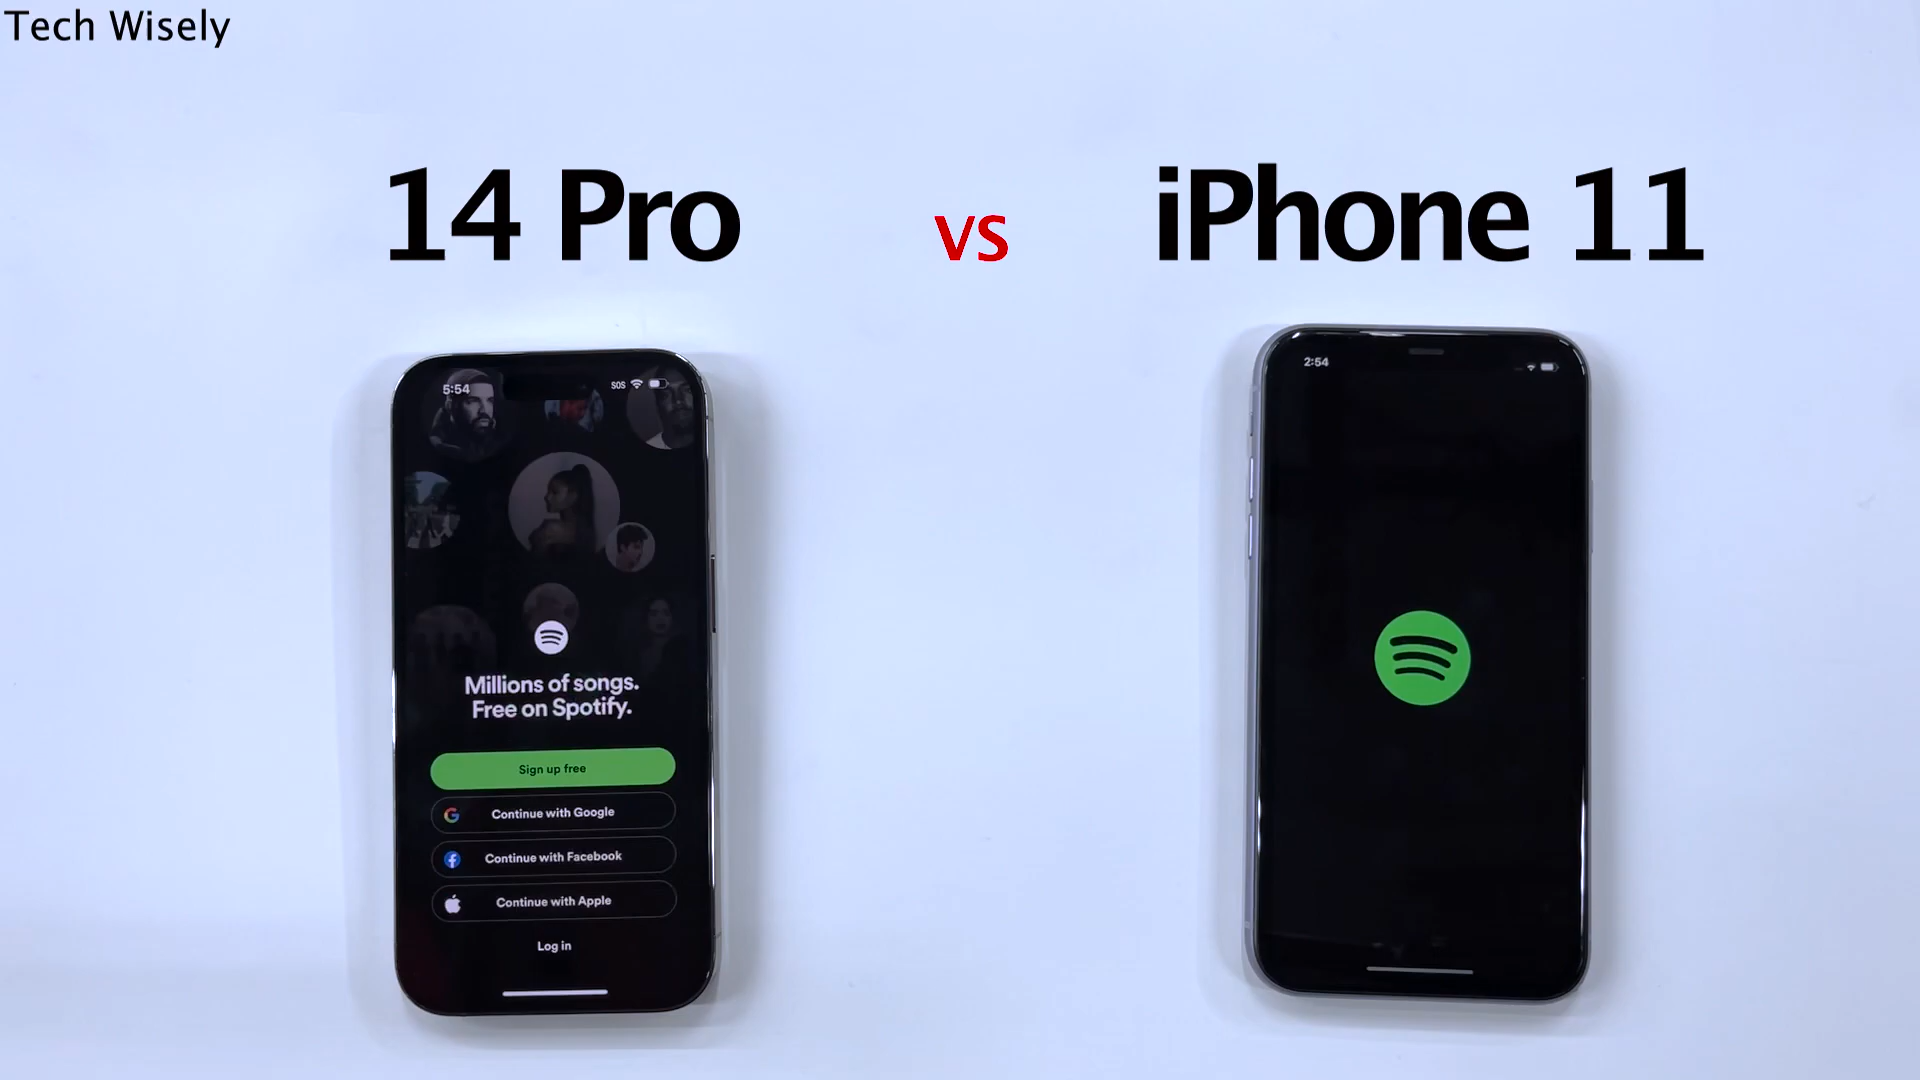 Tech Wisely
14 Pro vs iPhone 11
5:54 SOS
Millions of songs.
Free on Spotify.
Sign up free
Continue with Google
Continue with Facebook
Continue with Apple
Log in
2:54